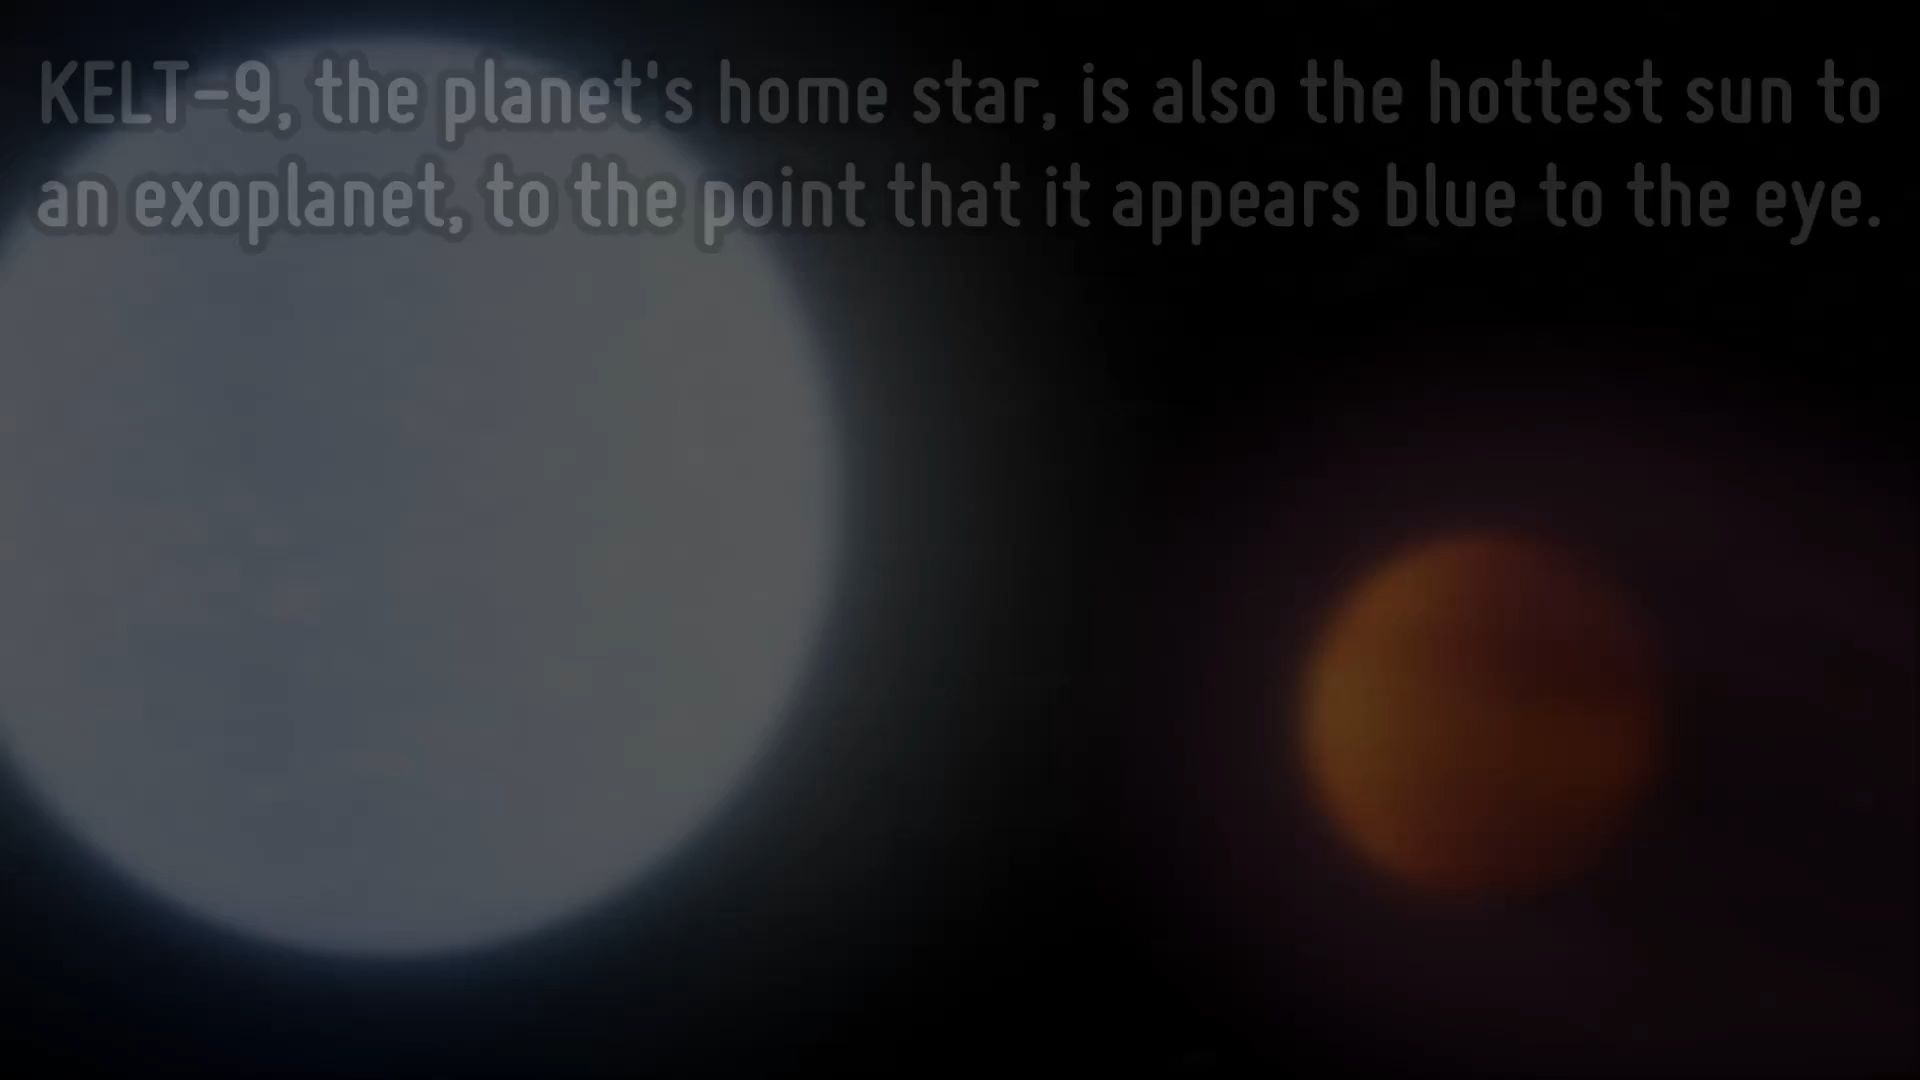 KELT-9, the planet's home star, is also the hottest sun to
an exoplanet, to the point that it appears blue to the eye.